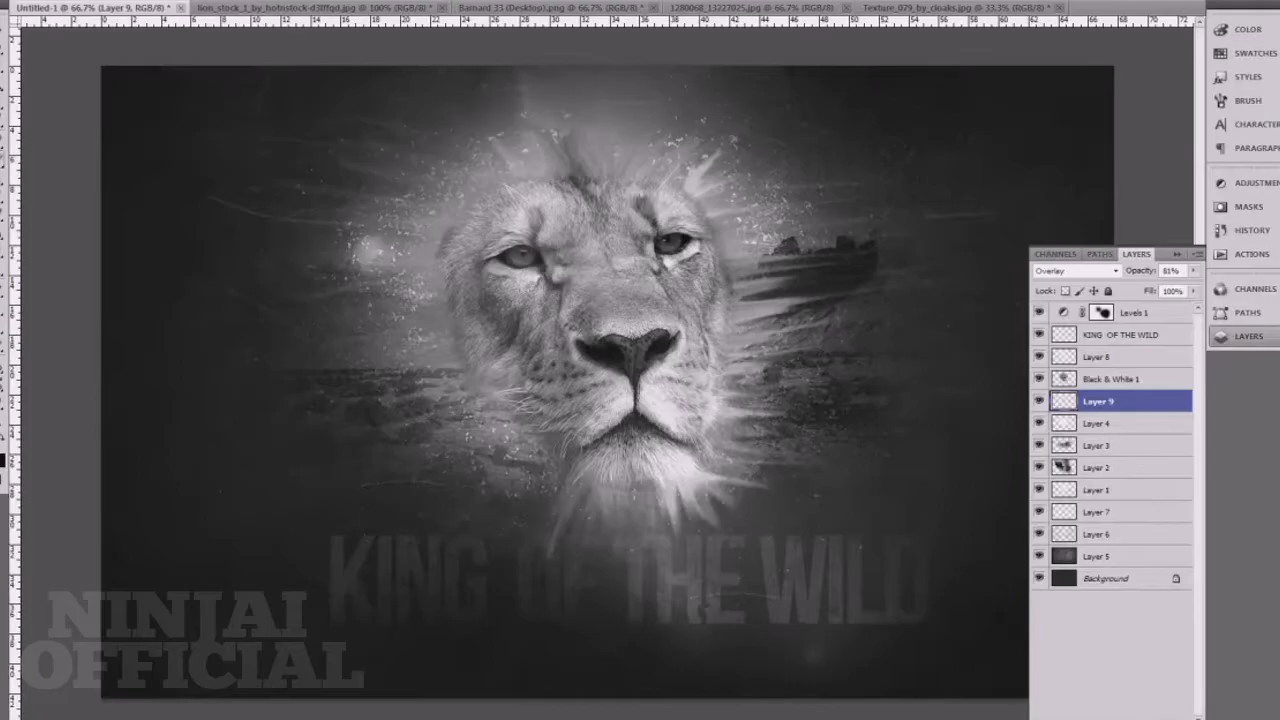 Untitled-1 @ 66.7% (Layer 9, RGB/8) *
lion_stock_1_by_hotnstock-d3lffqd.jpg @ 100% (RGB/8) *
Barnard 33 (Desktop).png @ 66.7% (RGB/8)
1280068_13227025.jpg @ 66.7% (RGB/8)
Texture_079_by_cloaks.jpg @ 33.3% (RGB/8) *
COLOR
SWATCHES
STYLES
BRUSH
CHARACTER
PARAGRAPH
ADJUSTMEN
MASKS
HISTORY
ACTIONS
CHANNELS
PATHS
LAYERS
CHANNELS PATHS LAYERS
Overlay Opacity: 81%
Lock: Fill: 100%
Levels 1
KING OF THE WILD
Layer 8
Black & White 1
Layer 9
Layer 4
Layer 3
Layer 2
Layer 1
Layer 7
Layer 6
Layer 5
Background
KING OF THE WILD
NINJAI
OFFICIAL